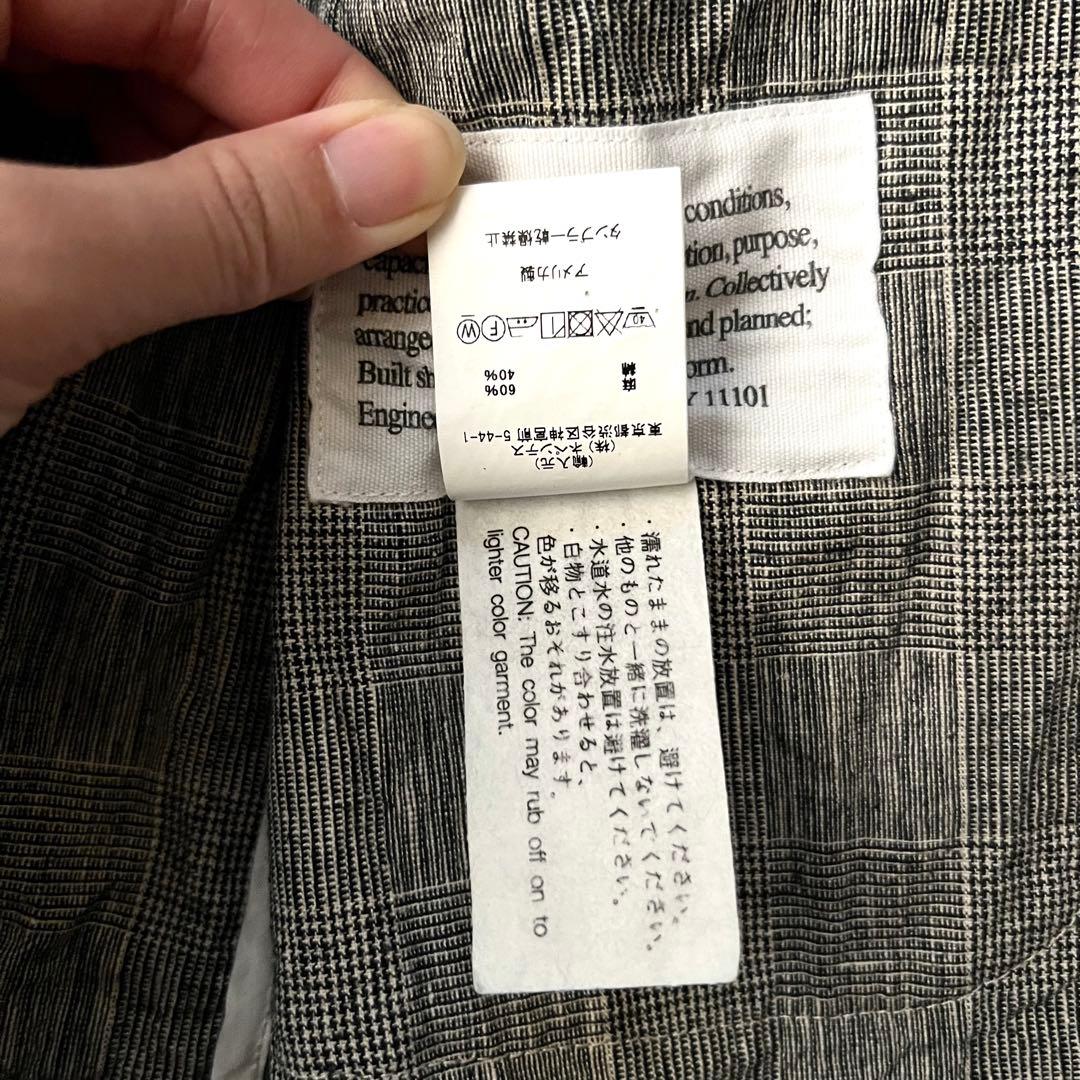 conditions,
tion, purpose,
practic n. Collectively
arrange nd planned;
Built sh orm.
Engine Y 11101
(輸入元)
(株) ネペンテス
東京都渋谷区神宮前 5-44-1
綿 60%
麻 40%
40 F W
アメリカ製
タンブラー乾燥禁止
・濡れたままの放置は、避けてください。
・他のものと一緒に洗濯しないでください。
・水道水の注水放置は避けてください。
・白物とこすり合わせると、
色が移るおそれがあります。
CAUTION: The color may rub off on to
lighter color garment.